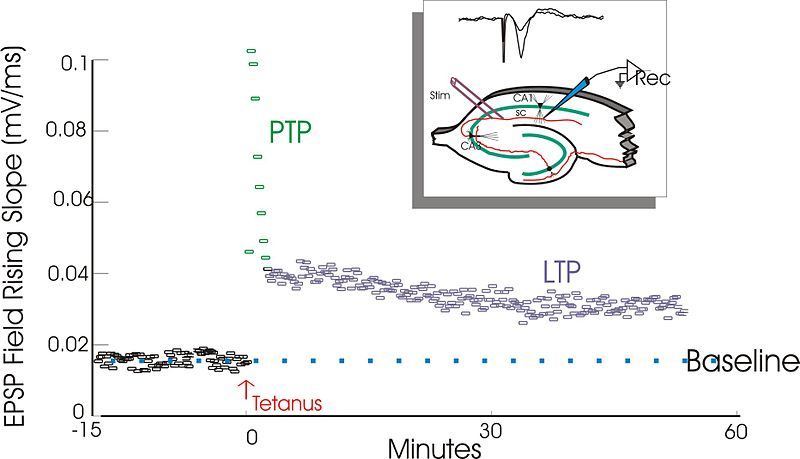 EPSP Field Rising Slope (mV/ms)
0.1
0.08
0.06
0.04
0.02
0
PTP
LTP
Baseline
Tetanus
-15
0
30
60
Minutes
Stim
CA1
SC
CA3
Rec